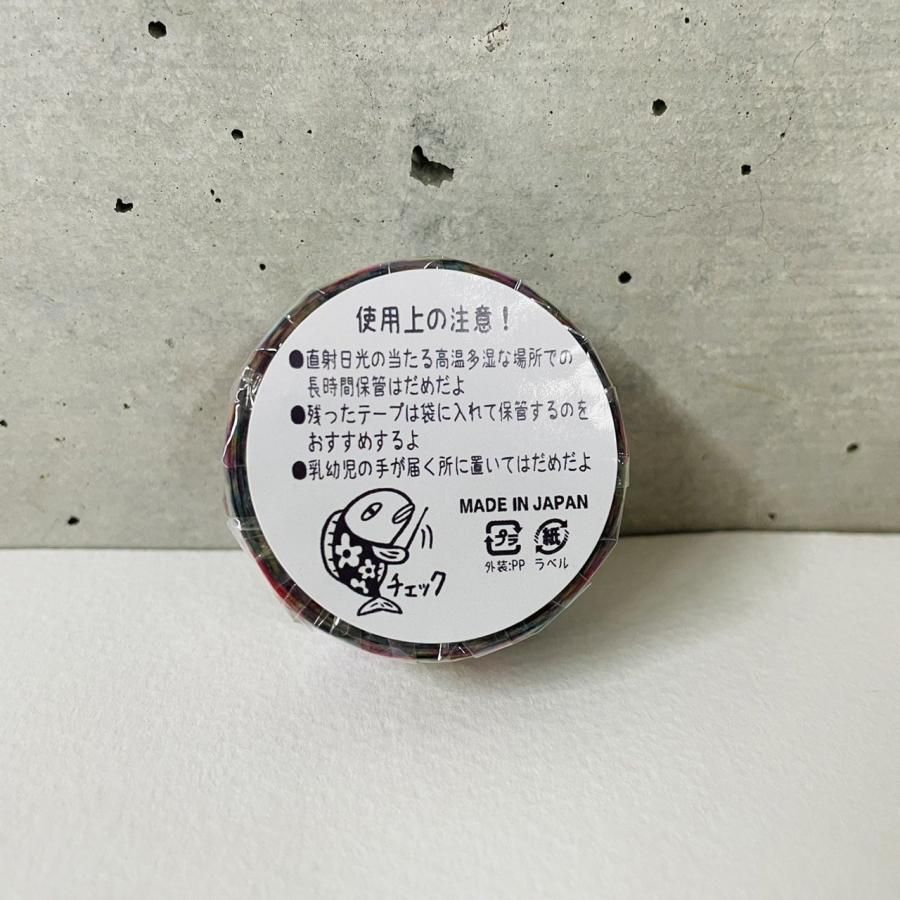 使用上の注意!
●直射日光の当たる高温多湿な場所での
長時間保管はだめだよ
●残ったテープは袋に入れて保管するのを
おすすめするよ
●乳幼児の手が届く所に置いてはだめだよ
MADE IN JAPAN
プラ 紙
外装:PP ラベル
チェック